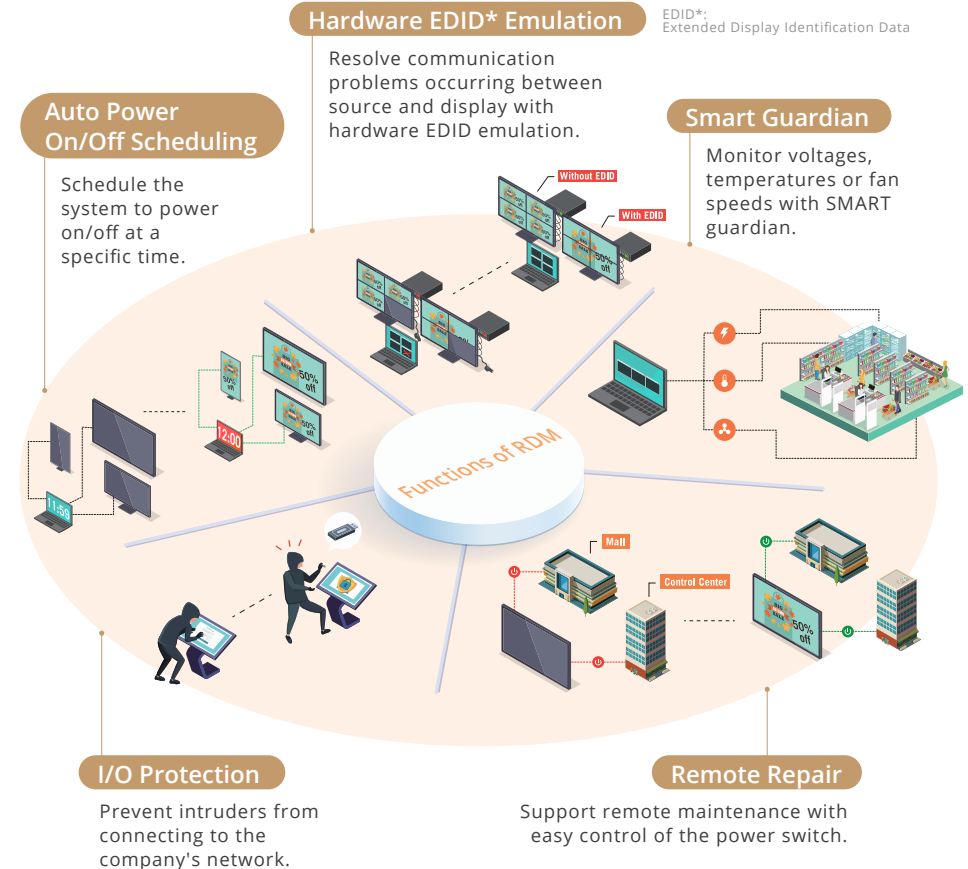 Hardware EDID* Emulation
EDID*:
Extended Display Identification Data
Resolve communication
problems occurring between
source and display with
hardware EDID emulation.
Auto Power
On/Off Scheduling
Schedule the
system to power
on/off at a
specific time.
Smart Guardian
Monitor voltages,
temperatures or fan
speeds with SMART
guardian.
Without EDID
With EDID
50%
off
50%
off
50%
off
50%
off
12:00
11:59
Functions of RDM
Mall
Control Center
50%
off
I/O Protection
Prevent intruders from
connecting to the
company's network.
Remote Repair
Support remote maintenance with
easy control of the power switch.